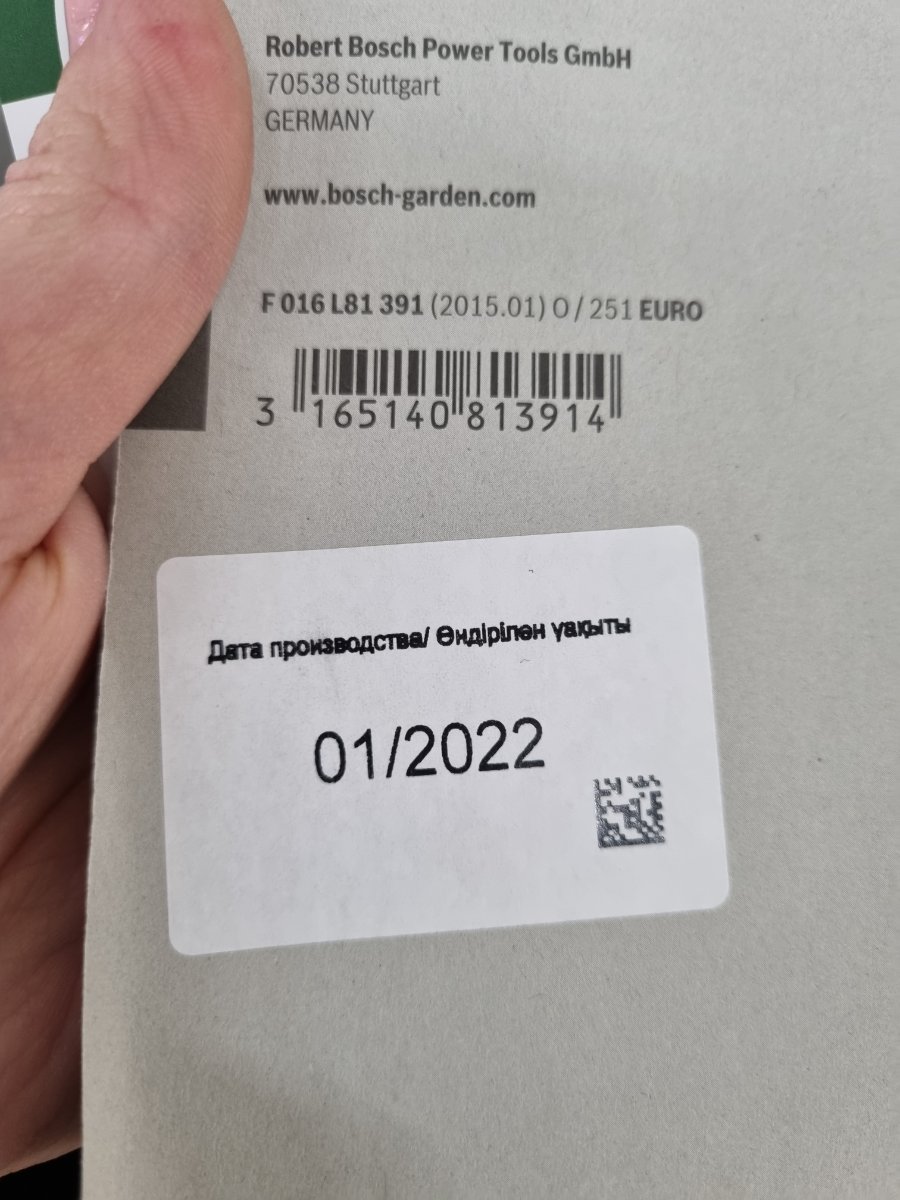 Robert Bosch Power Tools GmbH
70538 Stuttgart
GERMANY
www.bosch-garden.com
F 016 L81 391 (2015.01) O / 251 EURO
3 165140 813914
Дата производства/ Өндірілген уақыты
01/2022